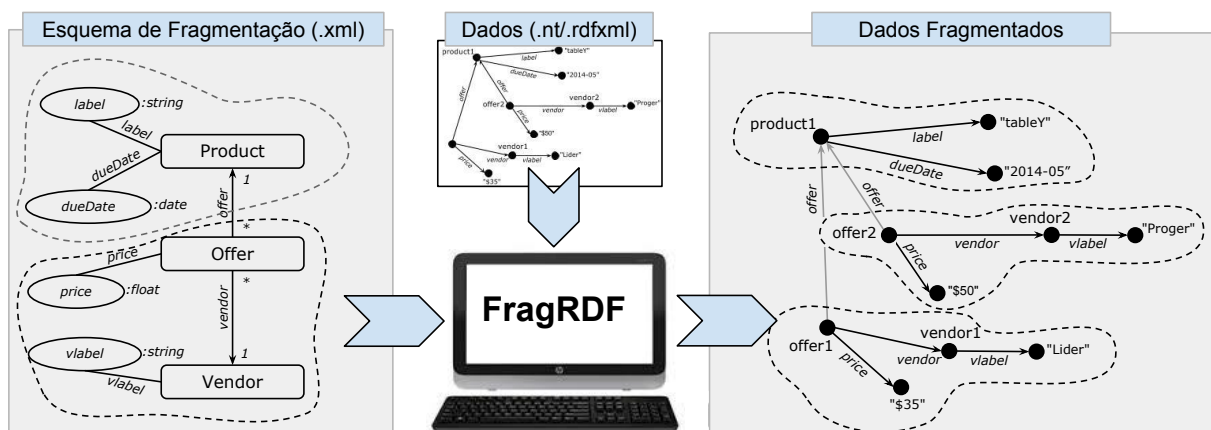 Esquema de Fragmentação (.xml)
label
:string
label
Product
dueDate
dueDate
:date
1
offer
*
Offer
price
*
price
:float
vendor
vlabel
:string
1
vlabel
Vendor
Dados (.nt/.rdfxml)
product1
"tableY"
label
dueDate
"2014-05"
offer
offer
vendor2
offer2
vendor
vlabel
"Proger"
price
"$50"
vendor1
"Lider"
vendor
vlabel
price
"$35"
FragRDF
Dados Fragmentados
product1
"tableY"
label
dueDate
"2014-05"
offer
offer
vendor2
offer2
"Proger"
vendor
vlabel
price
"$50"
offer1
vendor1
"Lider"
vendor
vlabel
price
"$35"